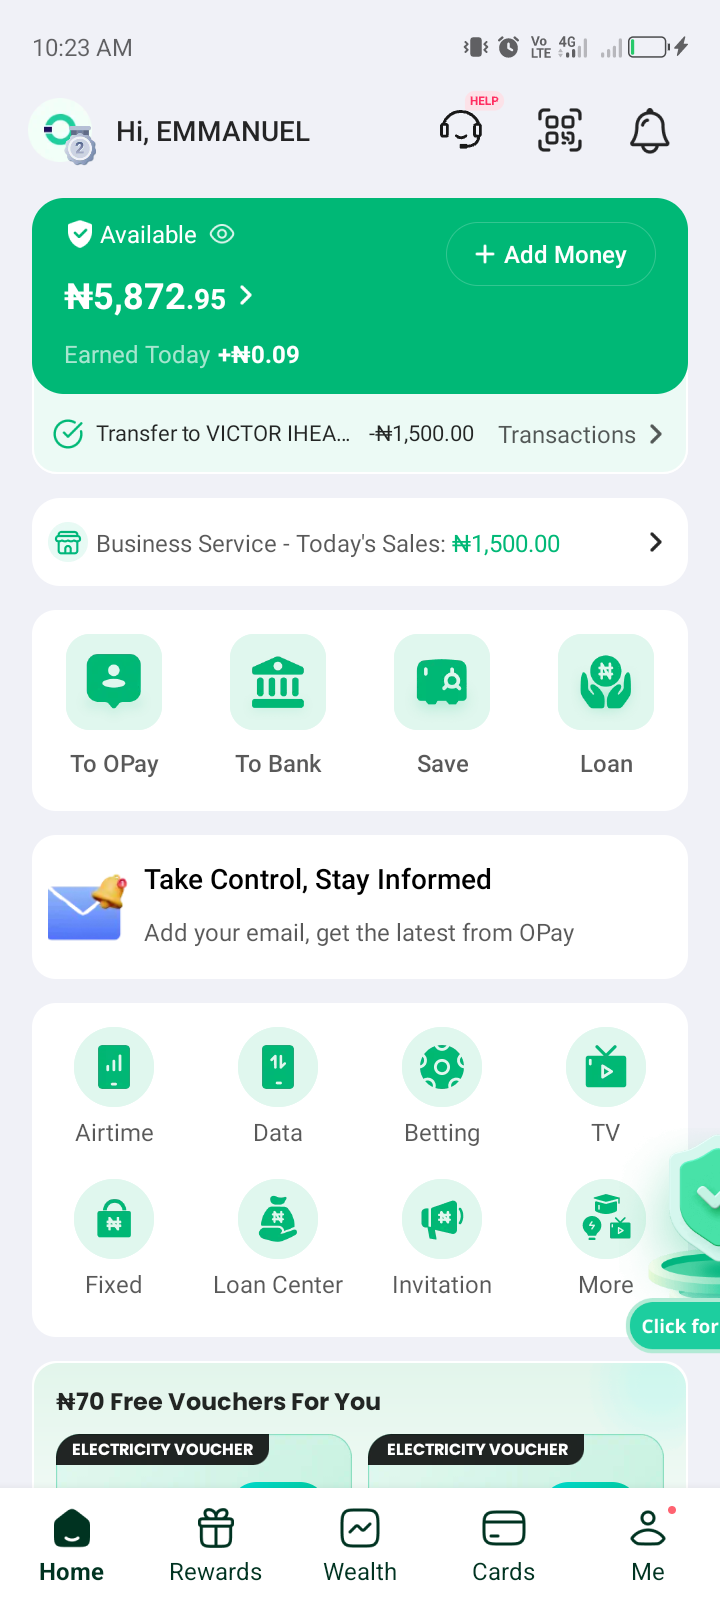 10:23 AM
Vo LTE 4G
HELP
2
Hi, EMMANUEL
Available
+ Add Money
₦5,872.95
Earned Today +₦0.09
Transfer to VICTOR IHEA... -₦1,500.00 Transactions
Business Service - Today's Sales: ₦1,500.00
To OPay To Bank Save Loan
Take Control, Stay Informed
Add your email, get the latest from OPay
Airtime Data Betting TV
Fixed Loan Center Invitation More
Click for
₦70 Free Vouchers For You
ELECTRICITY VOUCHER ELECTRICITY VOUCHER
Home Rewards Wealth Cards Me